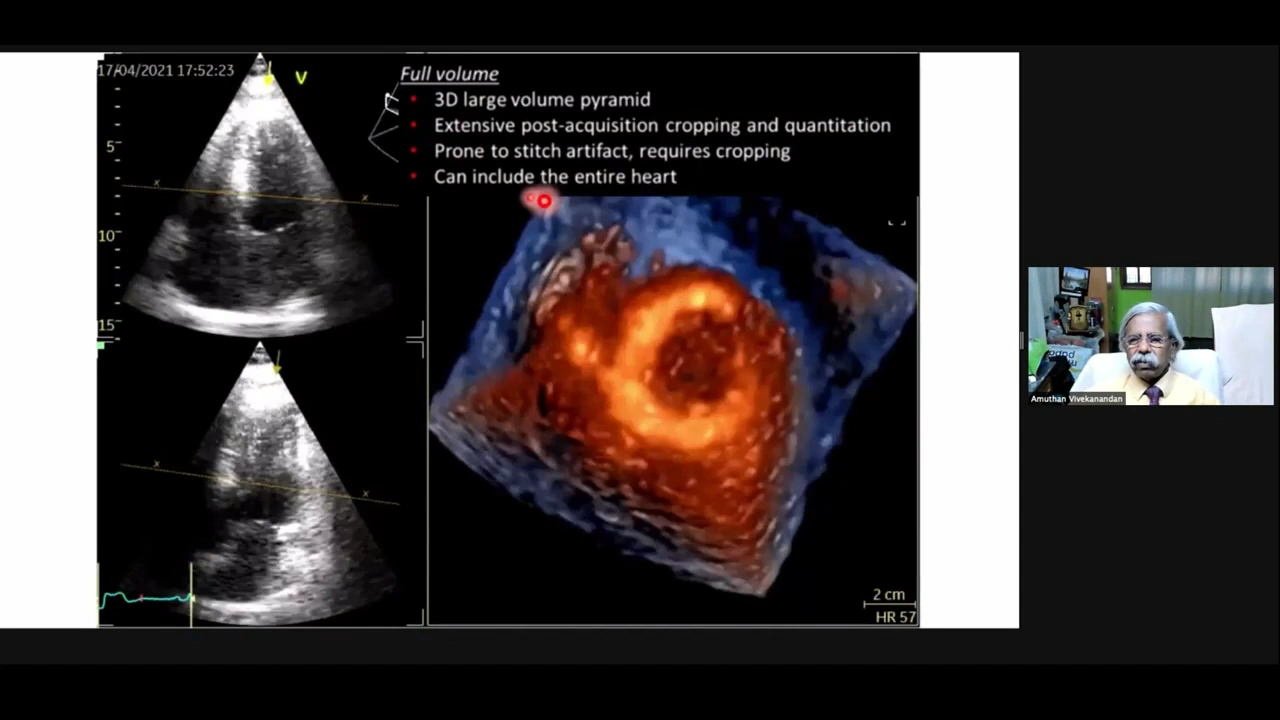 17/04/2021 17:52:23
V
Full volume
3D large volume pyramid
Extensive post-acquisition cropping and quantitation
Prone to stitch artifact, requires cropping
Can include the entire heart
5
10
15
x x
x x
2 cm
HR 57
Amuthan Vivekanandan